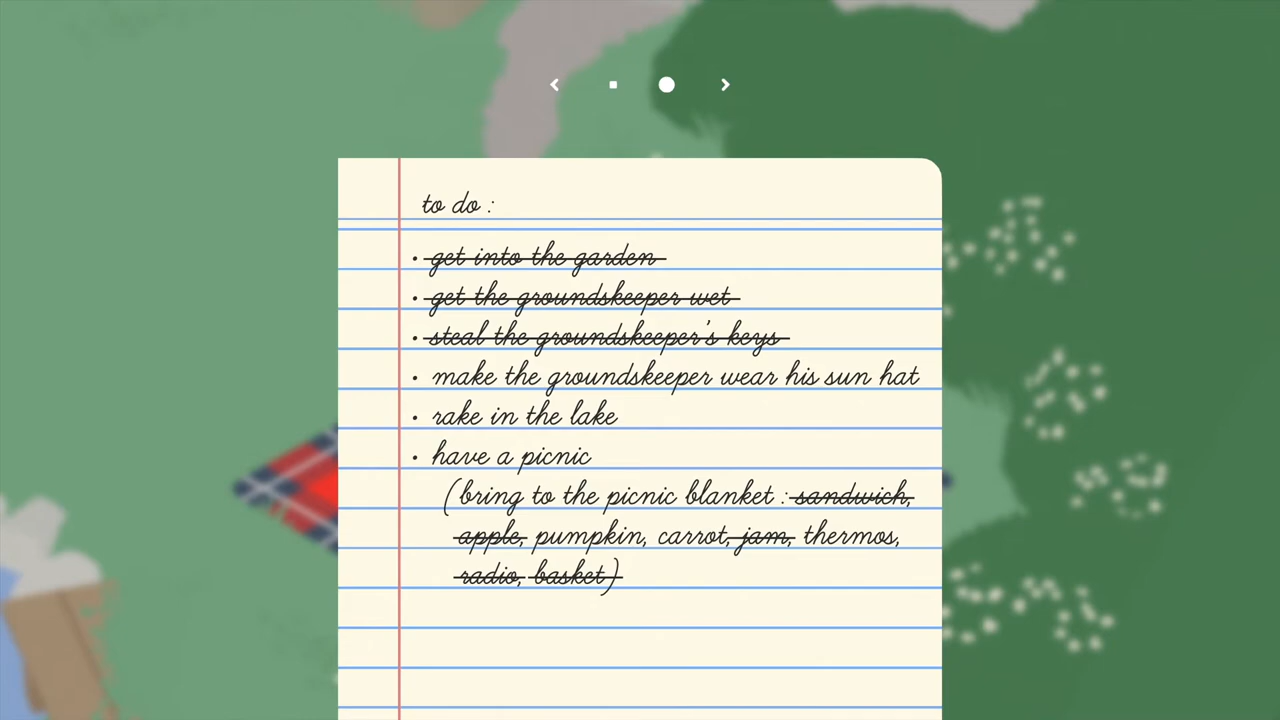 to do :
• get into the garden
• get the groundskeeper wet
• steal the groundskeeper's keys
• make the groundskeeper wear his sun hat
• rake in the lake
• have a picnic
(bring to the picnic blanket : sandwich,
apple, pumpkin, carrot, jam, thermos,
radio, basket)